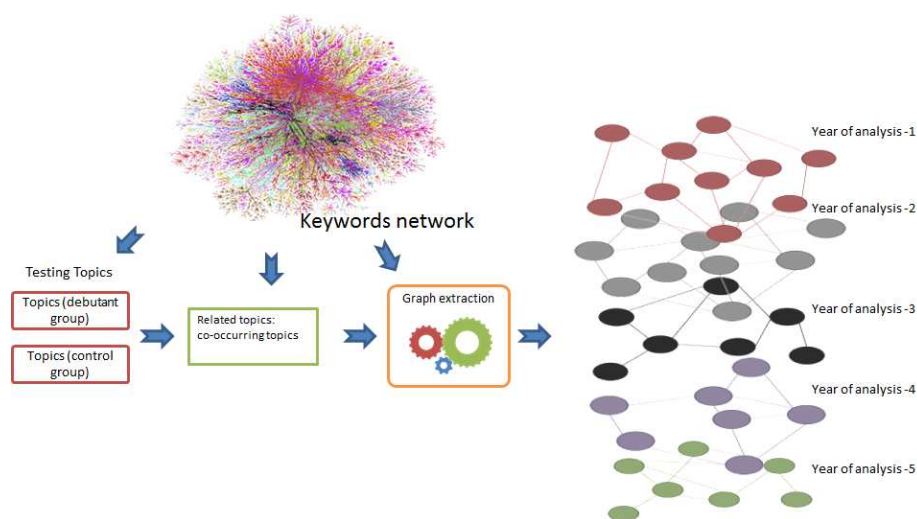 Keywords network
Testing Topics
Topics (debutant
group)
Topics (control
group)
Related topics:
co-occurring topics
Graph extraction
Year of analysis -1
Year of analysis -2
Year of analysis -3
Year of analysis -4
Year of analysis -5